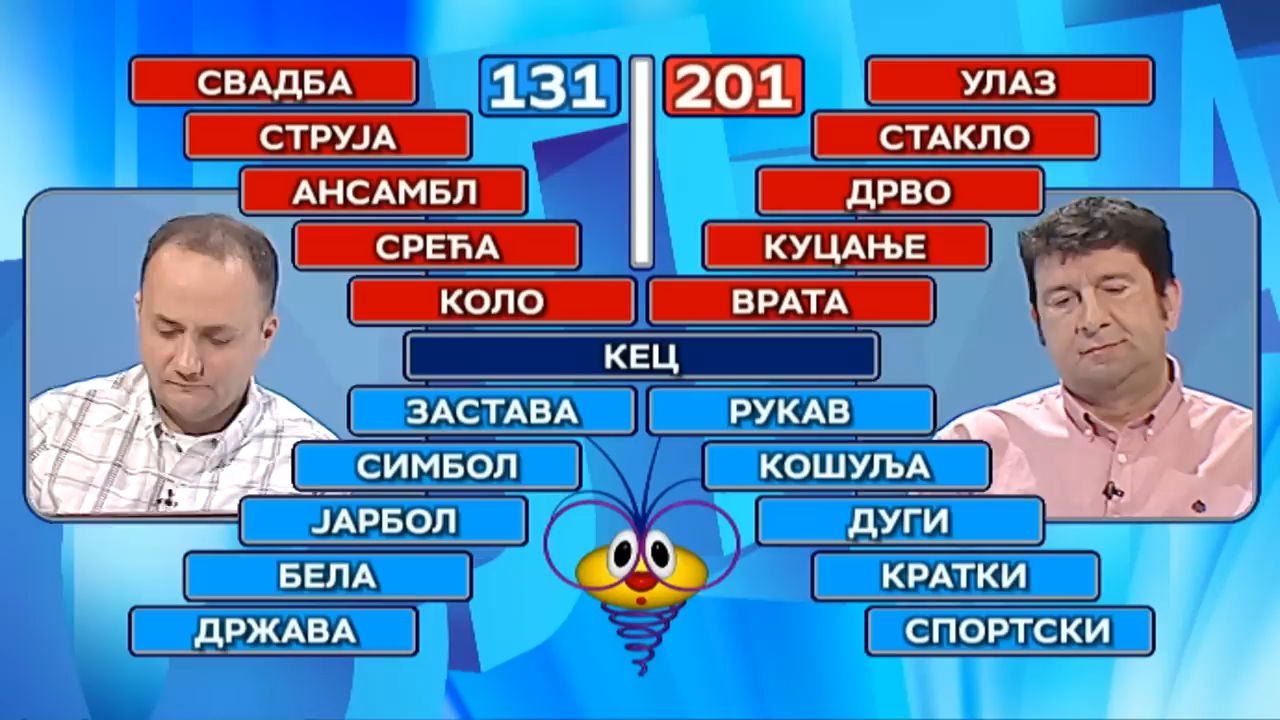 СВАДБА 131 201 УЛАЗ
СТРУЈА СТАКЛО
АНСАМБЛ ДРВО
СРЕЋА КУЦАЊЕ
КОЛО ВРАТА
КЕЦ
ЗАСТАВА РУКАВ
СИМБОЛ КОШУЉА
ЈАРБОЛ ДУГИ
БЕЛА КРАТКИ
ДРЖАВА СПОРТСКИ